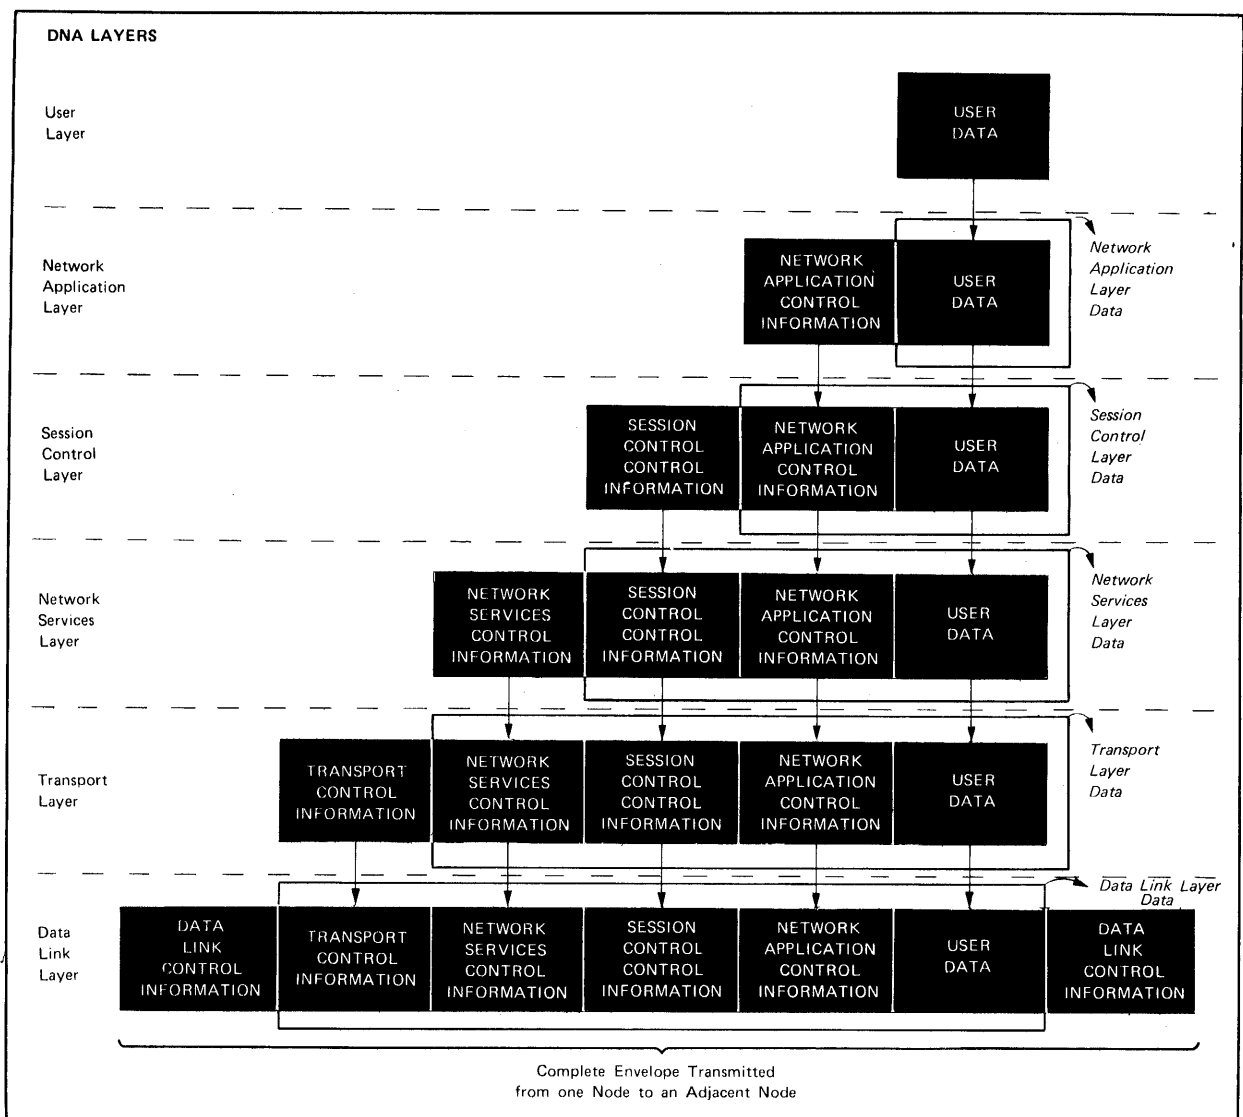 DNA LAYERS
User
Layer
USER
DATA
Network
Application
Layer
NETWORK
APPLICATION
CONTROL
INFORMATION
USER
DATA
Network
Application
Layer
Data
Session
Control
Layer
SESSION
CONTROL
CONTROL
INFORMATION
NETWORK
APPLICATION
CONTROL
INFORMATION
USER
DATA
Session
Control
Layer
Data
Network
Services
Layer
NETWORK
SERVICES
CONTROL
INFORMATION
SESSION
CONTROL
CONTROL
INFORMATION
NETWORK
APPLICATION
CONTROL
INFORMATION
USER
DATA
Network
Services
Layer
Data
Transport
Layer
TRANSPORT
CONTROL
INFORMATION
NETWORK
SERVICES
CONTROL
INFORMATION
SESSION
CONTROL
CONTROL
INFORMATION
NETWORK
APPLICATION
CONTROL
INFORMATION
USER
DATA
Transport
Layer
Data
Data
Link
Layer
DATA
LINK
CONTROL
INFORMATION
TRANSPORT
CONTROL
INFORMATION
NETWORK
SERVICES
CONTROL
INFORMATION
SESSION
CONTROL
CONTROL
INFORMATION
NETWORK
APPLICATION
CONTROL
INFORMATION
USER
DATA
Data Link Layer
Data
DATA
LINK
CONTROL
INFORMATION
Complete Envelope Transmitted
from one Node to an Adjacent Node